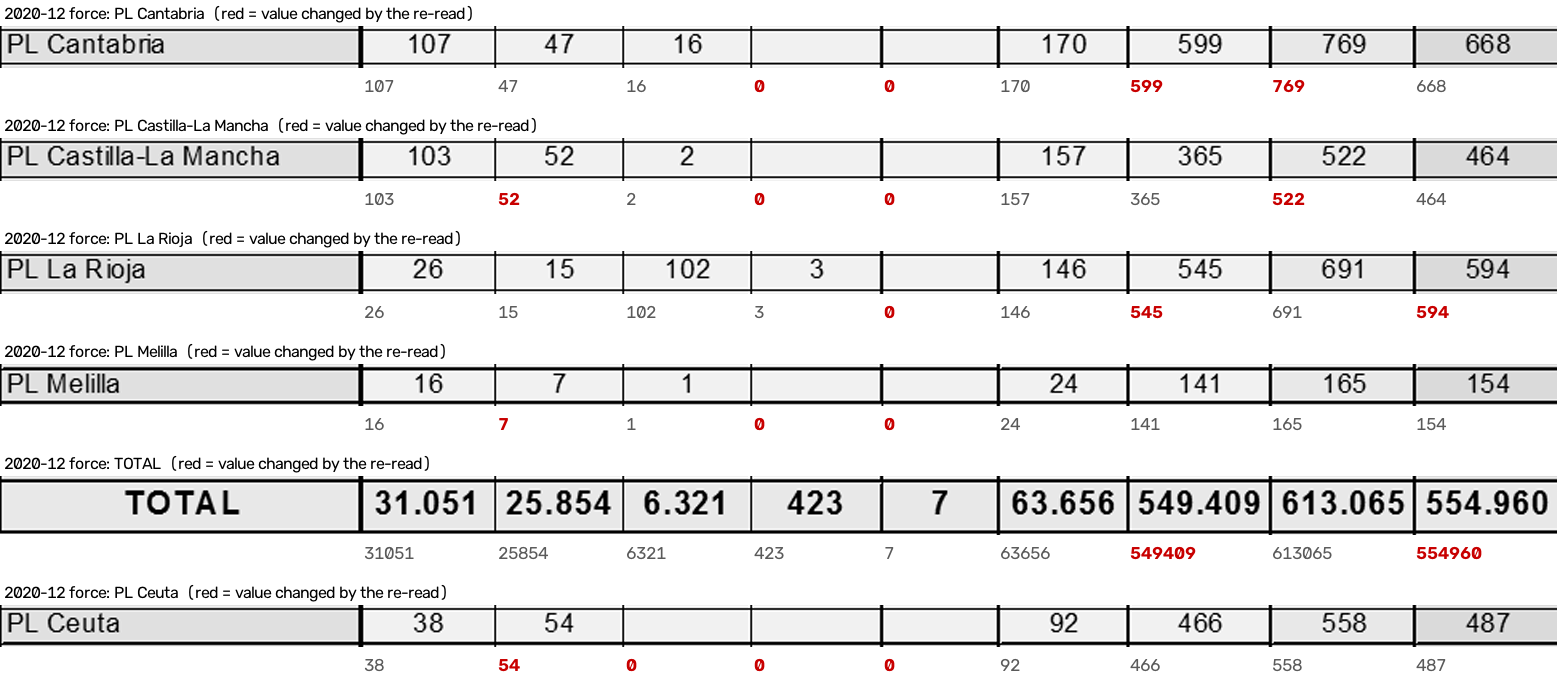 2020-12 force: PL Cantabria (red = value changed by the re-read)
PL Cantabria 107 47 16 170 599 769 668
107 47 16 0 0 170 599 769 668
2020-12 force: PL Castilla-La Mancha (red = value changed by the re-read)
PL Castilla-La Mancha 103 52 2 157 365 522 464
103 52 2 0 0 157 365 522 464
2020-12 force: PL La Rioja (red = value changed by the re-read)
PL La Rioja 26 15 102 3 146 545 691 594
26 15 102 3 0 146 545 691 594
2020-12 force: PL Melilla (red = value changed by the re-read)
PL Melilla 16 7 1 24 141 165 154
16 7 1 0 0 24 141 165 154
2020-12 force: TOTAL (red = value changed by the re-read)
TOTAL 31.051 25.854 6.321 423 7 63.656 549.409 613.065 554.960
31051 25854 6321 423 7 63656 549409 613065 554960
2020-12 force: PL Ceuta (red = value changed by the re-read)
PL Ceuta 38 54 92 466 558 487
38 54 0 0 0 92 466 558 487